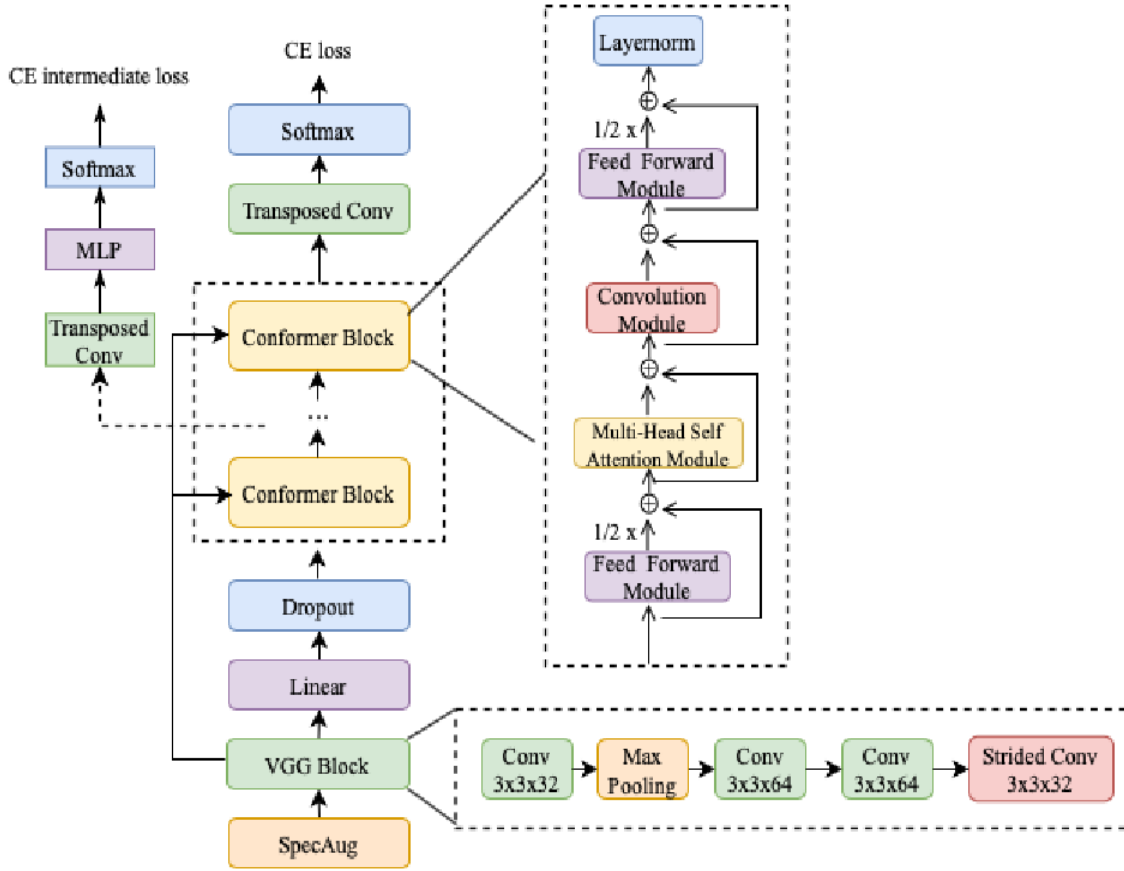 CE intermediate loss
Softmax
MLP
Transposed
Conv
CE loss
Softmax
Transposed Conv
Conformer Block
...
Conformer Block
Dropout
Linear
VGG Block
SpecAug
Layernorm
1/2 x
Feed Forward
Module
Convolution
Module
Multi-Head Self
Attention Module
1/2 x
Feed Forward
Module
Conv
3x3x32
Max
Pooling
Conv
3x3x64
Conv
3x3x64
Strided Conv
3x3x32